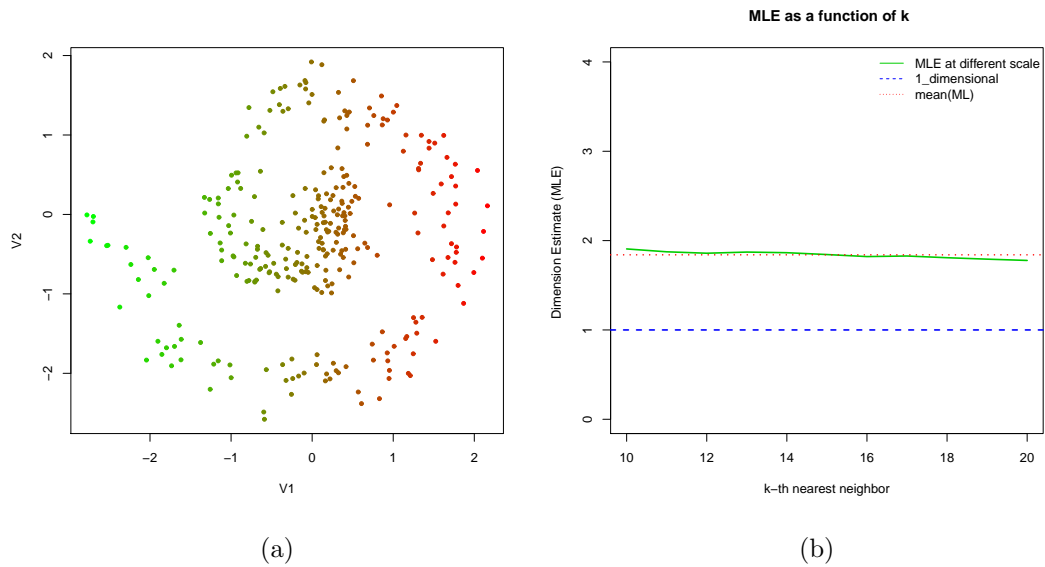 2
1
0
−1
−2
V2
−2
−1
0
1
2
V1
(a)
MLE as a function of k
MLE at different scale
1_dimensional
mean(ML)
4
3
2
1
0
Dimension Estimate (MLE)
10
12
14
16
18
20
k−th nearest neighbor
(b)